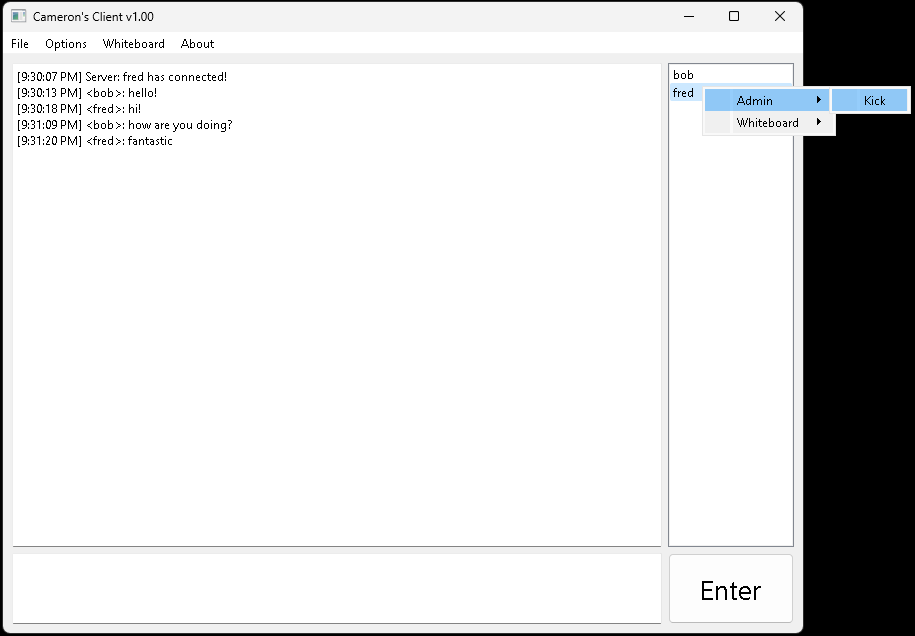 Cameron's Client v1.00
File Options Whiteboard About
[9:30:07 PM] Server: fred has connected!
[9:30:13 PM] <bob>: hello!
[9:30:18 PM] <fred>: hi!
[9:31:09 PM] <bob>: how are you doing?
[9:31:20 PM] <fred>: fantastic
bob
fred
Admin
Kick
Whiteboard
Enter